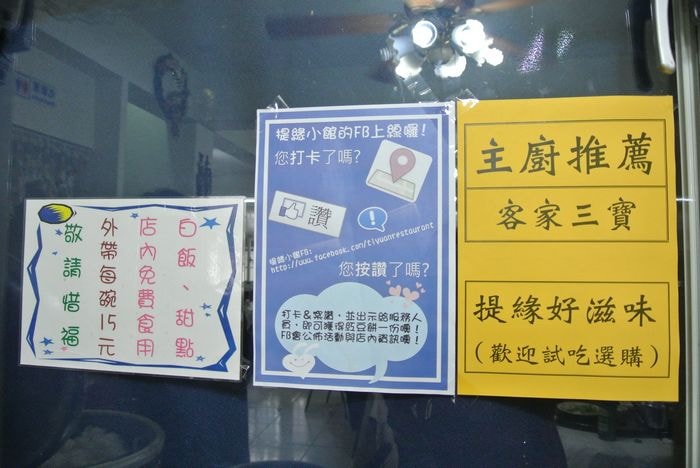 白飯、甜點
店內免費食用
外帶每碗15元
敬請惜福
提緣小館的FB上線囉!
您打卡了嗎?
讚
提緣小館FB:
http://www.facebook.com/tiyuanrestaurant
您按讚了嗎?
打卡&按讚,並出示給服務人
員,即可獲得豌豆餅一份喔!
FB會公佈活動與店內資訊喔!
主廚推薦
客家三寶
提緣好滋味
(歡迎試吃選購)